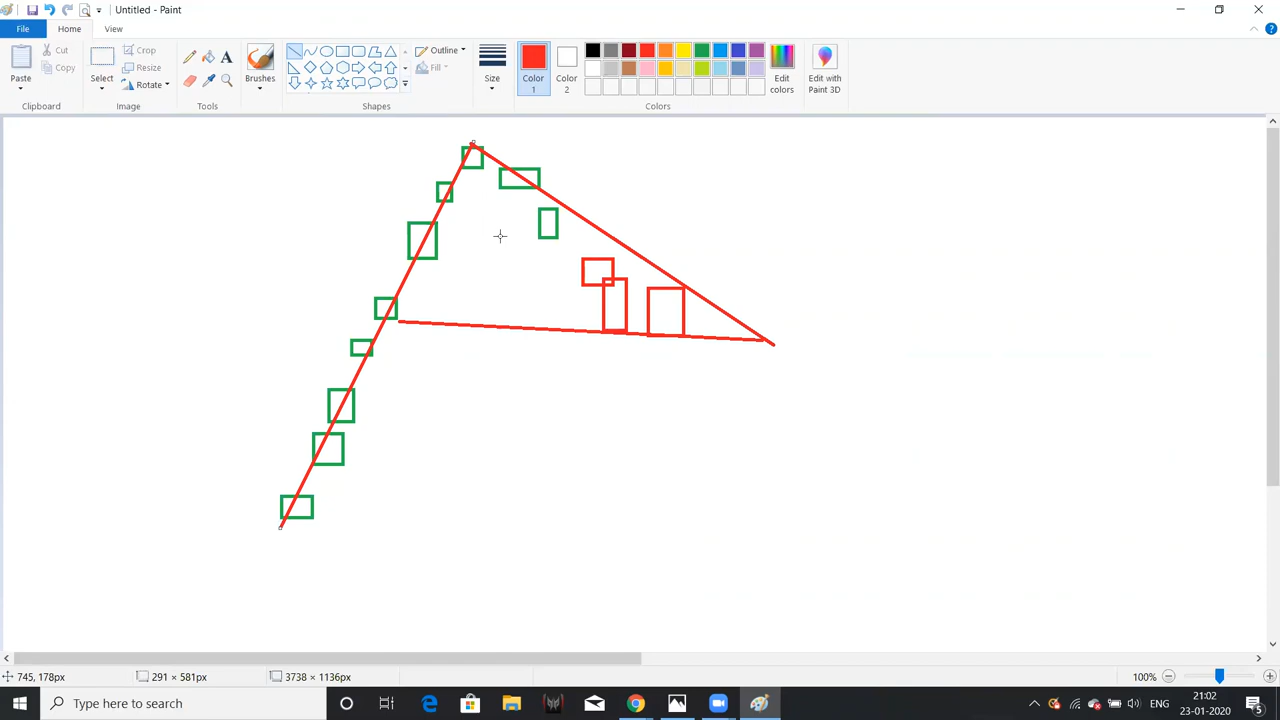 Untitled - Paint
File
Home
View
Paste
Cut
Copy
Clipboard
Select
Crop
Resize
Rotate
Image
A
Tools
Brushes
Outline
Fill
Shapes
Size
Color
1
Color
2
Edit
colors
Colors
Edit with
Paint 3D
745, 178px
291 × 581px
3738 × 1136px
100%
Type here to search
ENG
21:02
23-01-2020
5